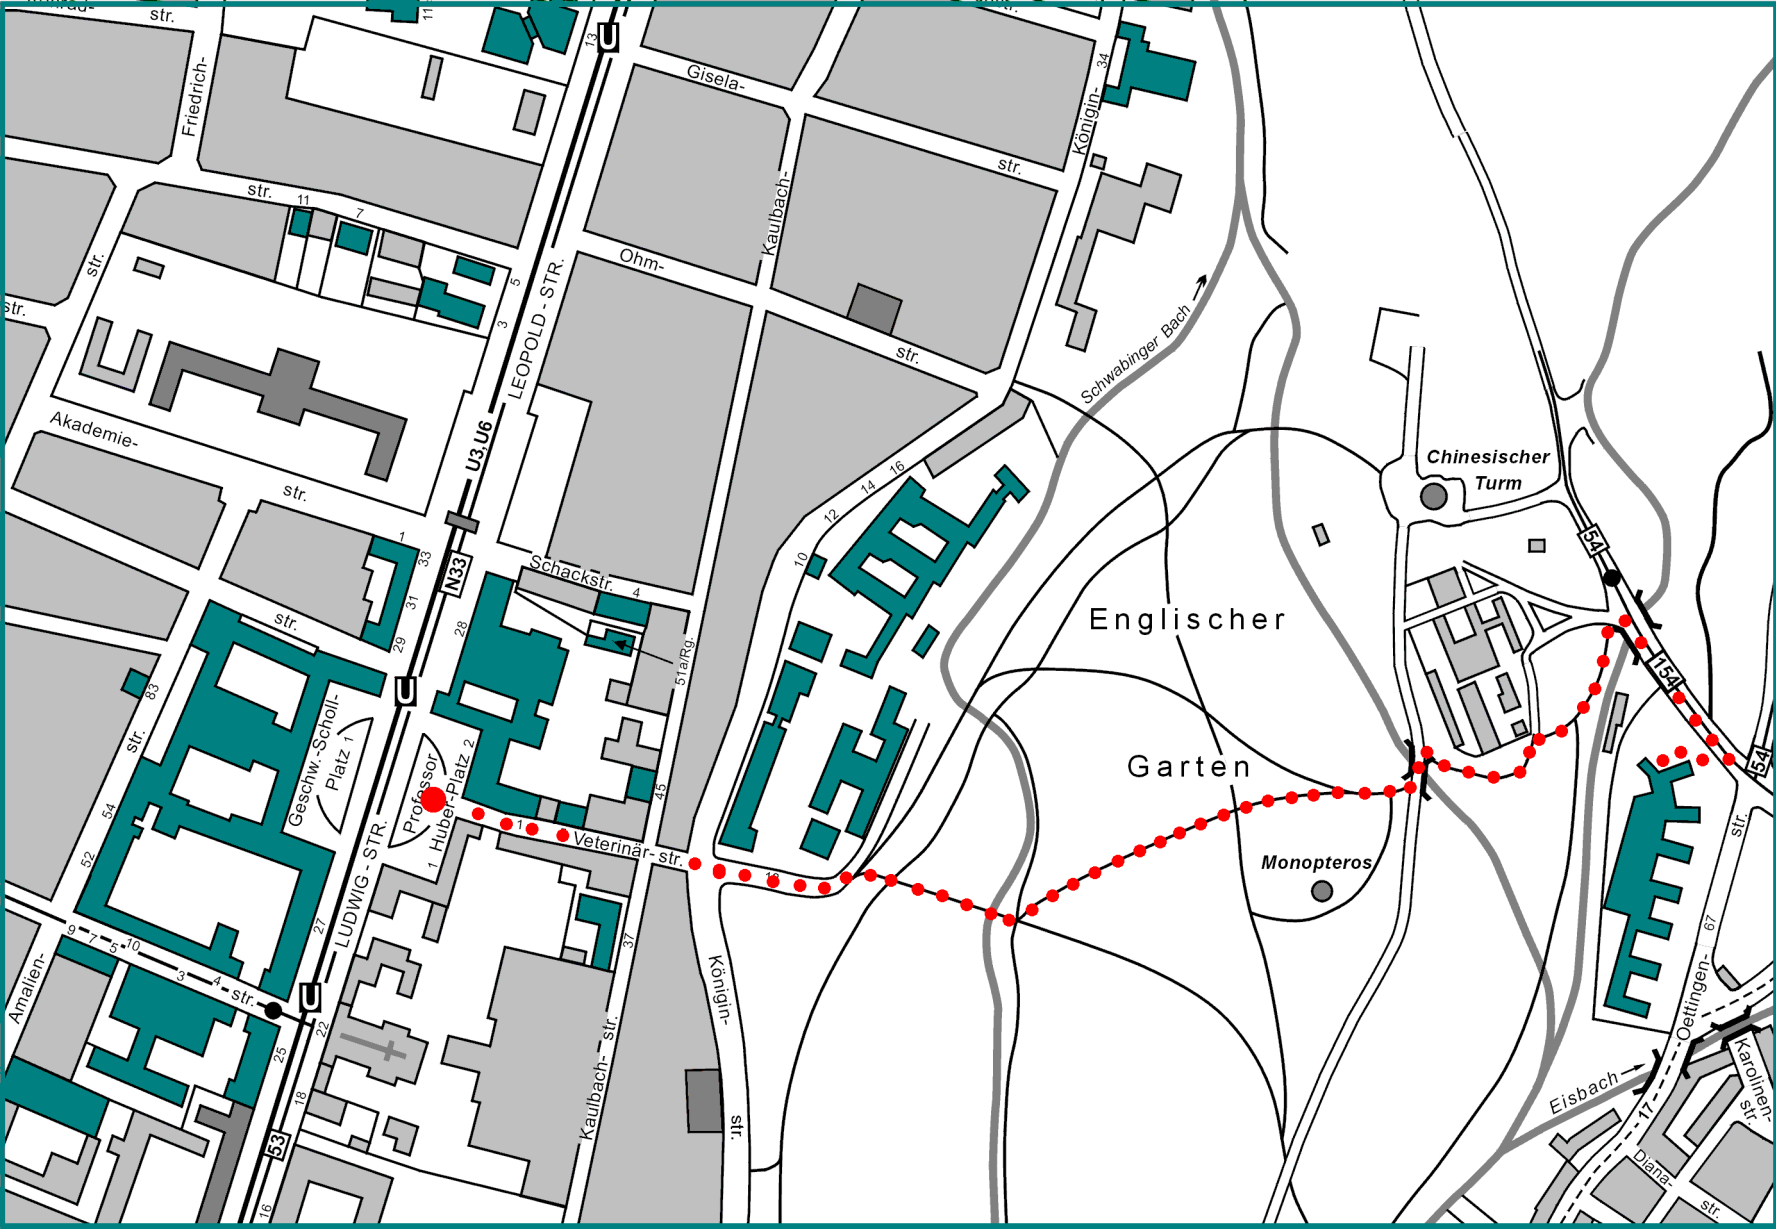 str.
11
13
U
Friedrich-
Gisela-
34
Königin-
str.
str.
11
7
Kaulbach-
str.
Ohm-
5
3
LEOPOLD - STR.
str.
str.
Schwabinger Bach
Akademie-
U3,U6
str.
Chinesischer
Turm
16
14
12
10
1
33
N33
31
29
28
Schackstr.
4
54
str.
51a/Rg.
Englischer
83
U
154
Geschw.-Scholl-
Platz 1
Professor
Huber-Platz 2
1
str.
Garten
54
45
54
1
Veterinär-
str.
52
Monopteros
str.
LUDWIG - STR.
27
37
67
9
7
5
10
3
4
str.
U
22
Amalien-
Königin-
Oettingen-
25
Kaulbach-
str.
Eisbach
Karolinen-
str.
18
53
str.
17
Diana-
str.
16